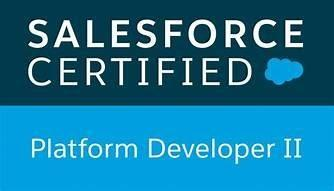 SALESFORCE
CERTIFIED
Platform Developer II